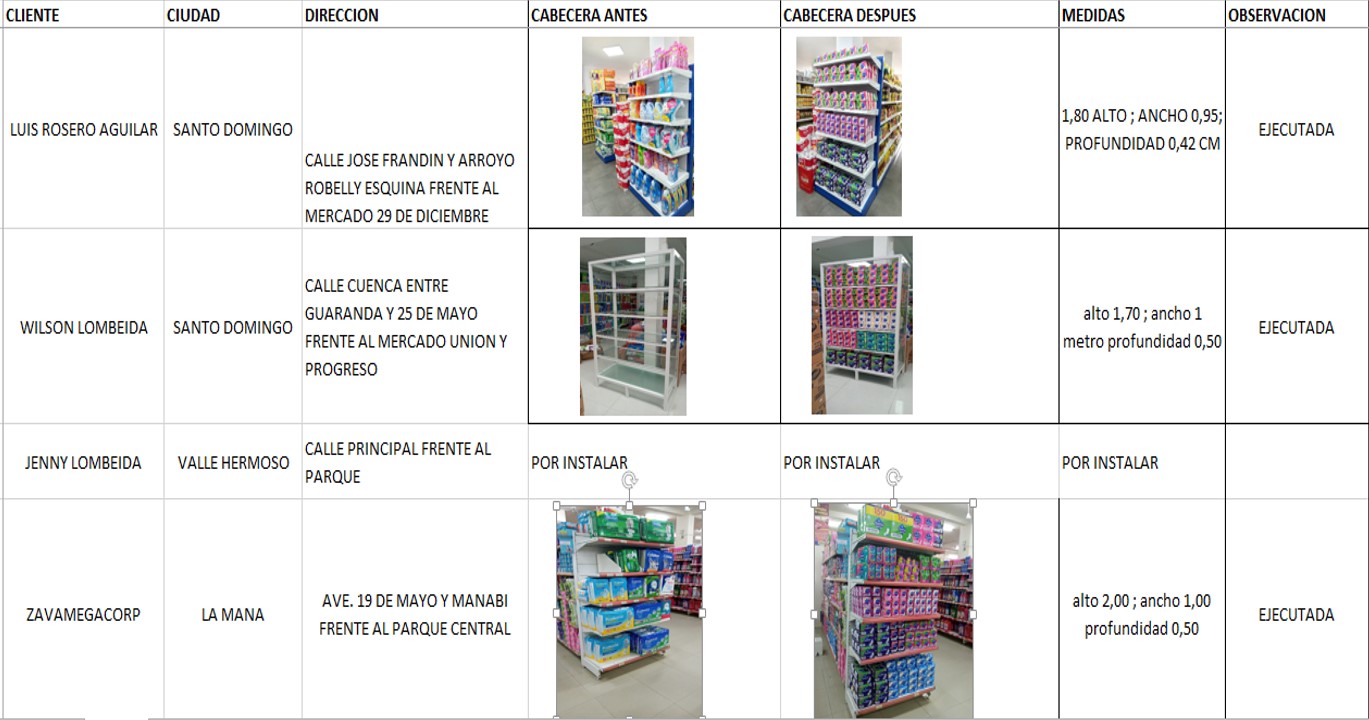 CLIENTE CIUDAD DIRECCION CABECERA ANTES CABECERA DESPUES MEDIDAS OBSERVACION
LUIS ROSERO AGUILAR SANTO DOMINGO
CALLE JOSE FRANDIN Y ARROYO
ROBELLY ESQUINA FRENTE AL
MERCADO 29 DE DICIEMBRE
1,80 ALTO ; ANCHO 0,95;
PROFUNDIDAD 0,42 CM
EJECUTADA
WILSON LOMBEIDA SANTO DOMINGO
CALLE CUENCA ENTRE
GUARANDA Y 25 DE MAYO
FRENTE AL MERCADO UNION Y
PROGRESO
alto 1,70 ; ancho 1
metro profundidad 0,50
EJECUTADA
JENNY LOMBEIDA VALLE HERMOSO
CALLE PRINCIPAL FRENTE AL
PARQUE
POR INSTALAR POR INSTALAR POR INSTALAR
ZAVAMEGACORP LA MANA
AVE. 19 DE MAYO Y MANABI
FRENTE AL PARQUE CENTRAL
alto 2,00 ; ancho 1,00
profundidad 0,50
EJECUTADA